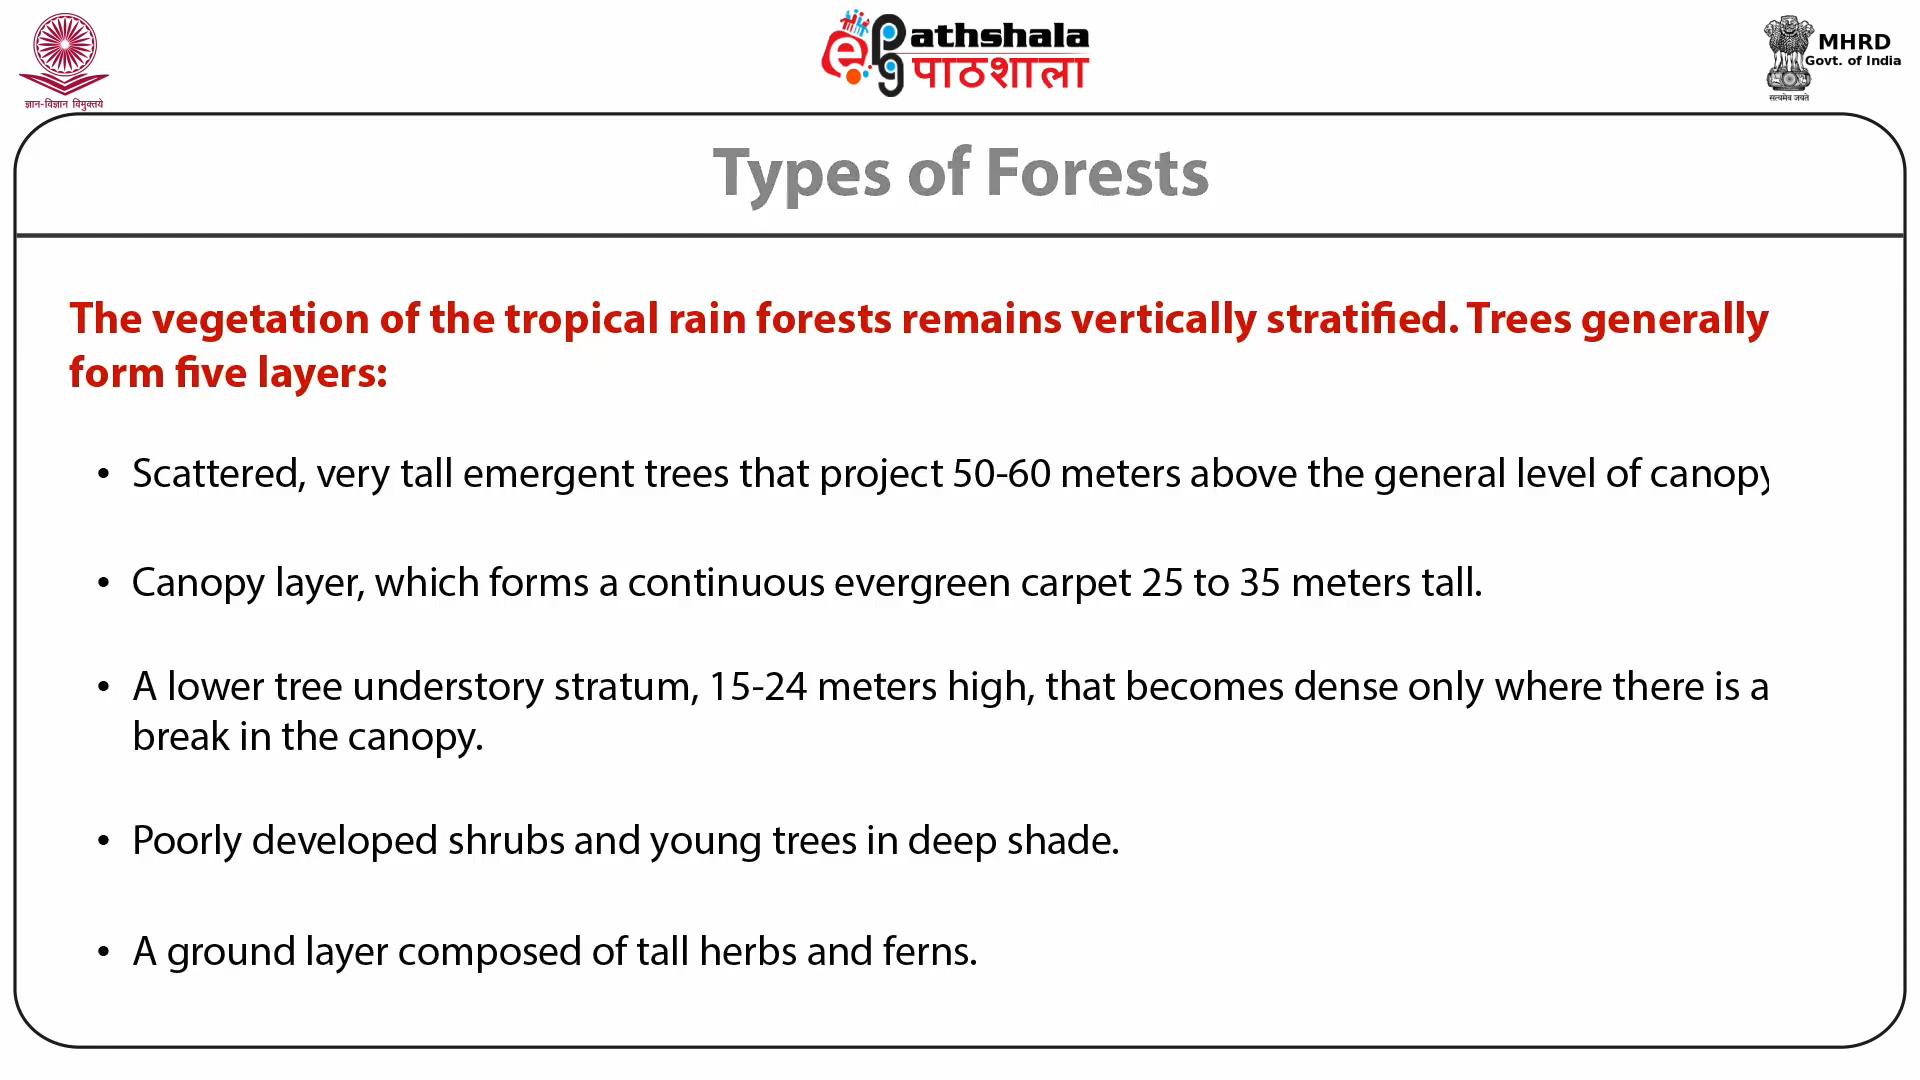 ज्ञान-विज्ञान विमुक्तये
ePathshala
पाठशाला
MHRD
Govt. of India
सत्यमेव जयते
Types of Forests
The vegetation of the tropical rain forests remains vertically stratified. Trees generally
form five layers:
• Scattered, very tall emergent trees that project 50-60 meters above the general level of canopy
• Canopy layer, which forms a continuous evergreen carpet 25 to 35 meters tall.
• A lower tree understory stratum, 15-24 meters high, that becomes dense only where there is a
break in the canopy.
• Poorly developed shrubs and young trees in deep shade.
• A ground layer composed of tall herbs and ferns.